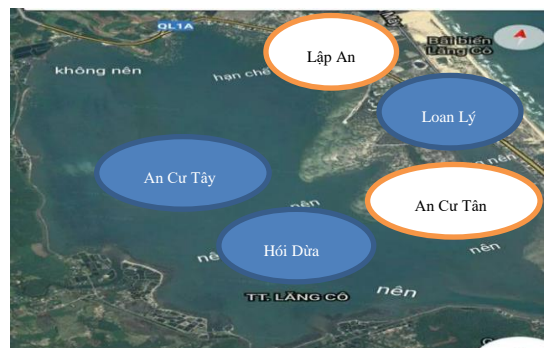 QL1A
không nên
hạn chế
Lập An
Bãi biển
Lăng Cô
Loan Lý
nên
An Cư Tây
nên
An Cư Tân
Hói Dừa
nên
TT. LĂNG CÔ
nên